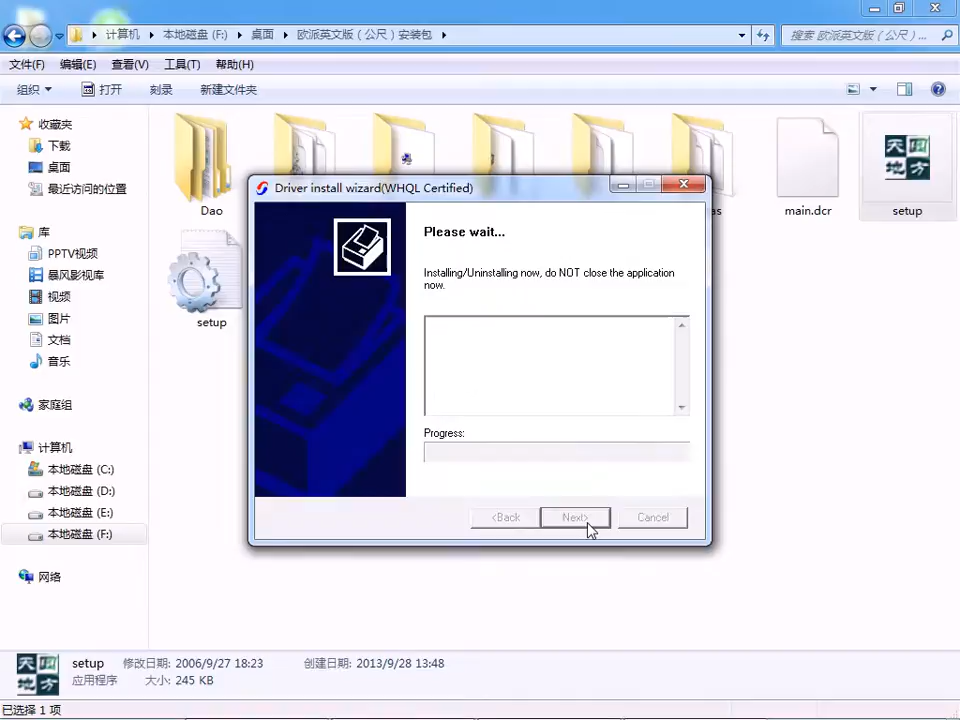 计算机 ▸ 本地磁盘 (F:) ▸ 桌面 ▸ 欧派英文版（公尺）安装包 ▸
搜索 欧派英文版（公尺）...
文件(F) 编辑(E) 查看(V) 工具(T) 帮助(H)
组织 打开 刻录 新建文件夹
收藏夹
下载
桌面
最近访问的位置
库
PPTV视频
暴风影视库
视频
图片
文档
音乐
家庭组
计算机
本地磁盘 (C:)
本地磁盘 (D:)
本地磁盘 (E:)
本地磁盘 (F:)
网络
Dao
main.dcr
天圆地方
setup
setup
Driver install wizard(WHQL Certified)
Please wait...
Installing/Uninstalling now, do NOT close the application
now.
Progress:
<Back
Next>
Cancel
setup 修改日期: 2006/9/27 18:23 创建日期: 2013/9/28 13:48
应用程序 大小: 245 KB
已选择 1 项